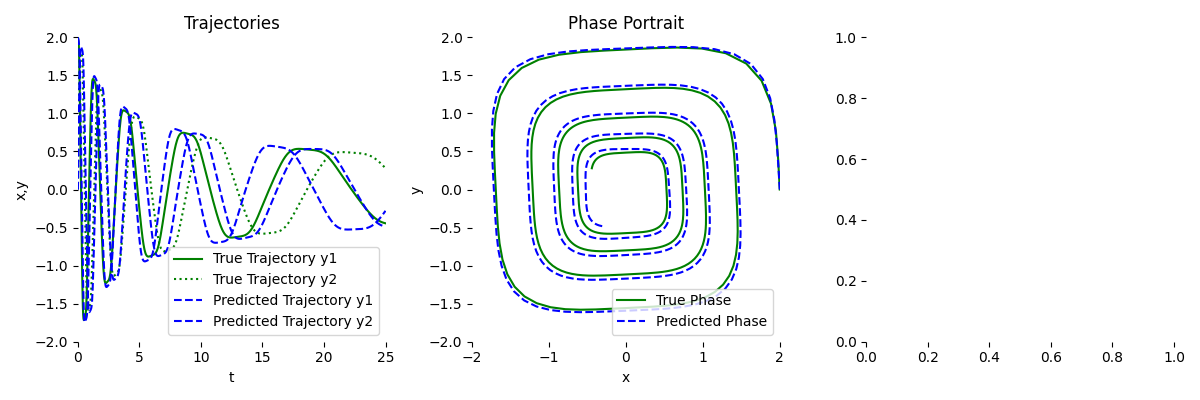 Trajectories
2.0
1.5
1.0
0.5
0.0
−0.5
−1.0
−1.5
−2.0
x,y
0 5 10 15 20 25
t
True Trajectory y1
True Trajectory y2
Predicted Trajectory y1
Predicted Trajectory y2
Phase Portrait
2.0
1.5
1.0
0.5
0.0
−0.5
−1.0
−1.5
−2.0
y
−2 −1 0 1 2
x
True Phase
Predicted Phase
1.0
0.8
0.6
0.4
0.2
0.0
0.0 0.2 0.4 0.6 0.8 1.0